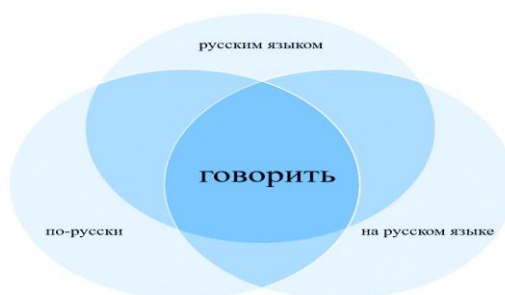 русским языком
говорить
по-русски
на русском языке